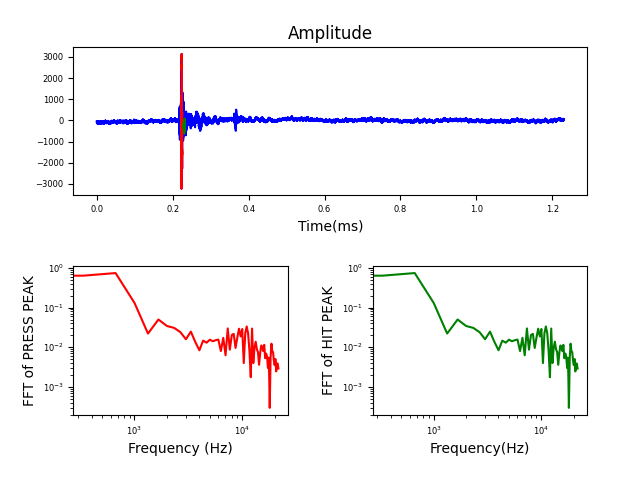 Amplitude
3000
2000
1000
0
−1000
−2000
−3000
0.0 0.2 0.4 0.6 0.8 1.0 1.2
Time(ms)
FFT of PRESS PEAK
10⁰
10⁻¹
10⁻²
10⁻³
10³ 10⁴
Frequency (Hz)
FFT of HIT PEAK
10⁰
10⁻¹
10⁻²
10⁻³
10³ 10⁴
Frequency(Hz)